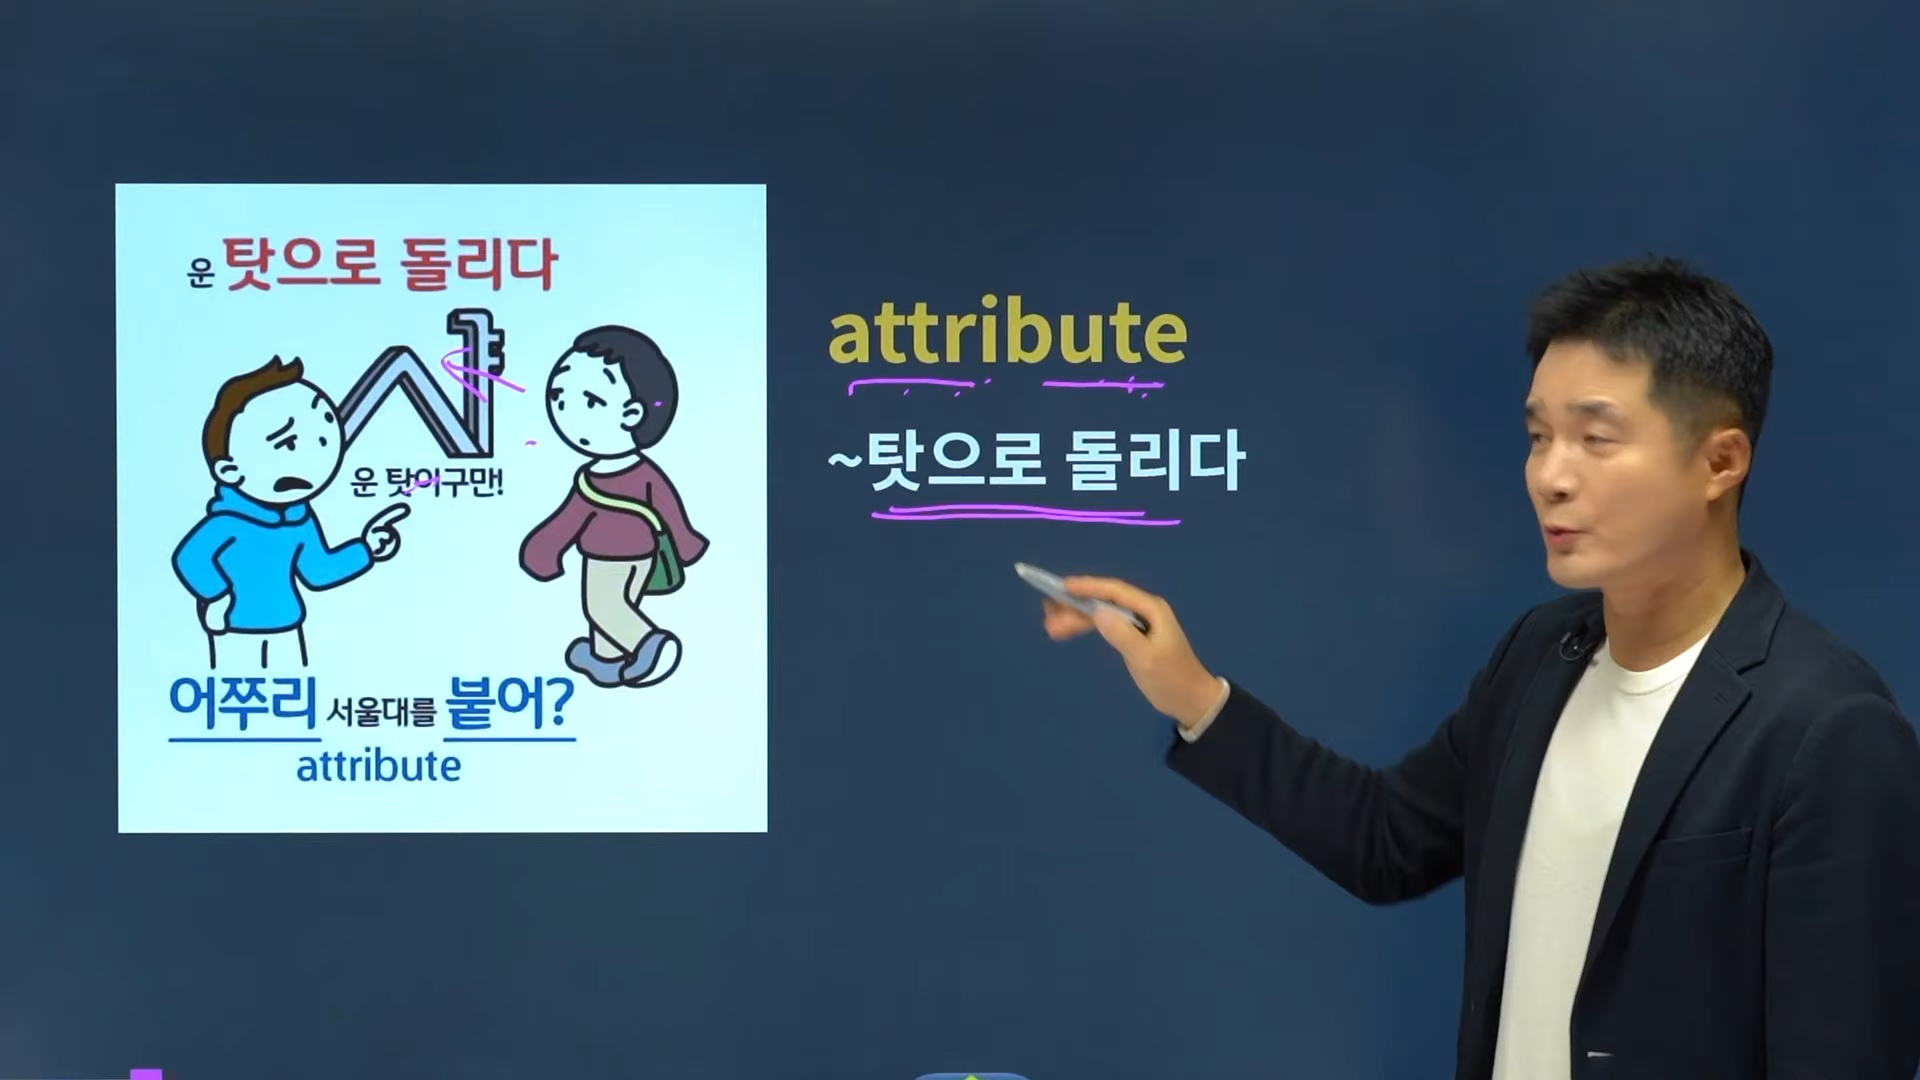 운 탓으로 돌리다
샤
운 탓이구만!
어쭈리 서울대를 붙어?
attribute
attribute
~탓으로 돌리다